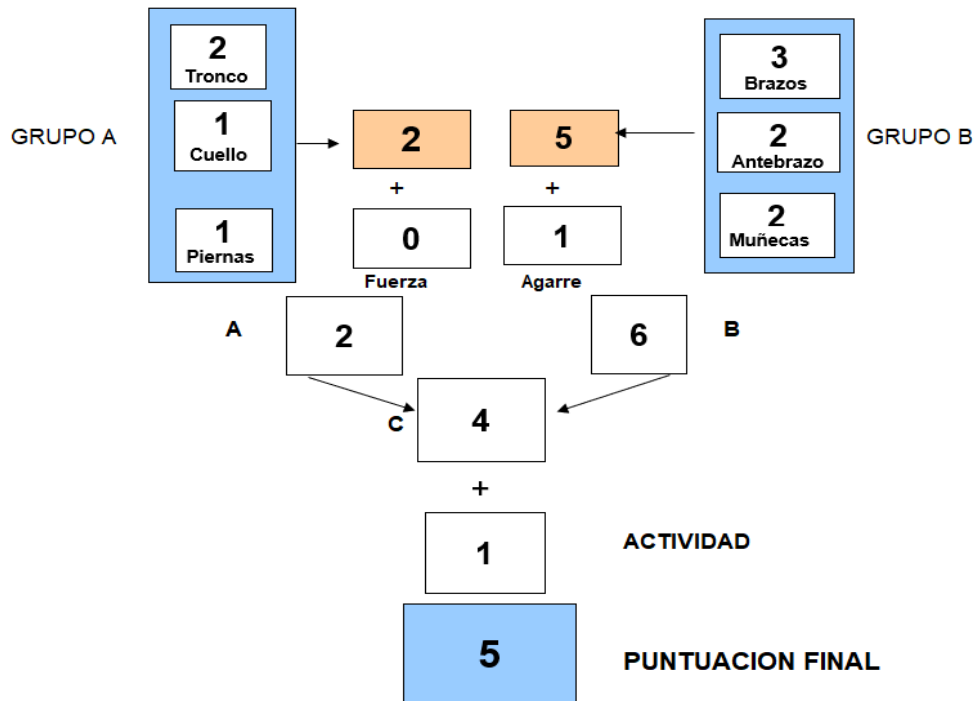 2
Tronco
1
Cuello
1
Piernas
GRUPO A
2
+
0
Fuerza
5
+
1
Agarre
3
Brazos
2
Antebrazo
2
Muñecas
GRUPO B
A
2
6
B
C
4
+
1
ACTIVIDAD
5
PUNTUACION FINAL